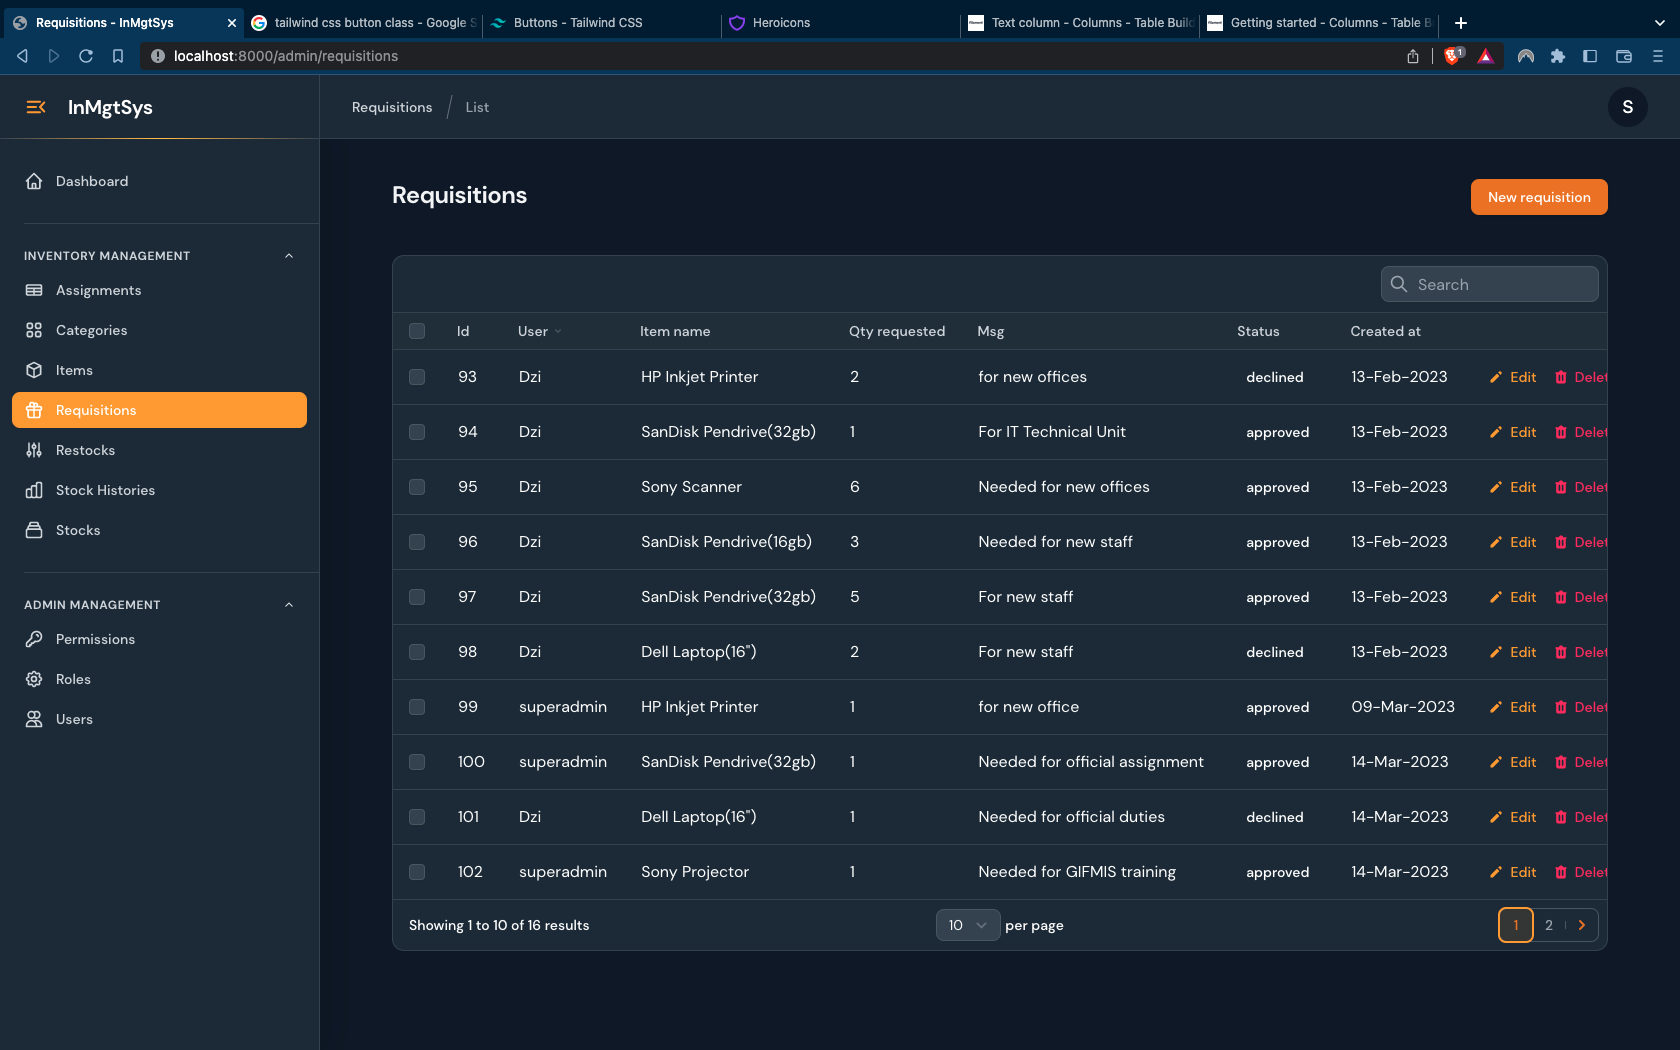 Requisitions - InMgtSys
tailwind css button class - Google S
Buttons - Tailwind CSS
Heroicons
Text column - Columns - Table Build
Getting started - Columns - Table B
localhost:8000/admin/requisitions
1
InMgtSys
Requisitions / List
S
Dashboard
INVENTORY MANAGEMENT
Assignments
Categories
Items
Requisitions
Restocks
Stock Histories
Stocks
ADMIN MANAGEMENT
Permissions
Roles
Users
Requisitions
New requisition
Search
Id User Item name Qty requested Msg Status Created at
93 Dzi HP Inkjet Printer 2 for new offices declined 13-Feb-2023 Edit Delet
94 Dzi SanDisk Pendrive(32gb) 1 For IT Technical Unit approved 13-Feb-2023 Edit Delet
95 Dzi Sony Scanner 6 Needed for new offices approved 13-Feb-2023 Edit Delet
96 Dzi SanDisk Pendrive(16gb) 3 Needed for new staff approved 13-Feb-2023 Edit Delet
97 Dzi SanDisk Pendrive(32gb) 5 For new staff approved 13-Feb-2023 Edit Delet
98 Dzi Dell Laptop(16") 2 For new staff declined 13-Feb-2023 Edit Delet
99 superadmin HP Inkjet Printer 1 for new office approved 09-Mar-2023 Edit Delet
100 superadmin SanDisk Pendrive(32gb) 1 Needed for official assignment approved 14-Mar-2023 Edit Delet
101 Dzi Dell Laptop(16") 1 Needed for official duties declined 14-Mar-2023 Edit Delet
102 superadmin Sony Projector 1 Needed for GIFMIS training approved 14-Mar-2023 Edit Delet
Showing 1 to 10 of 16 results
10 per page
1 2